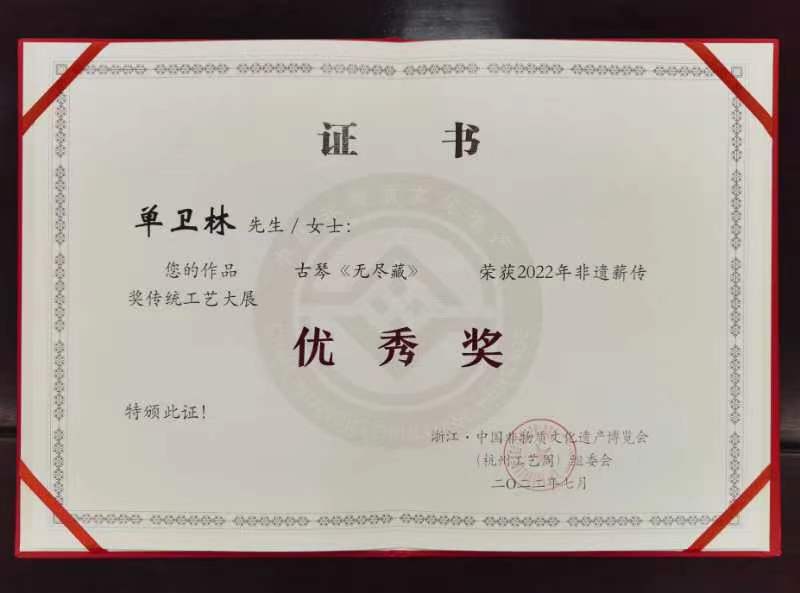 证 书
单卫林 先生/女士:
您的作品 古琴《无尽藏》 荣获2022年非遗薪传
奖传统工艺大展
优 秀 奖
特颁此证!
浙江·中国非物质文化遗产博览会
(杭州工艺周)组委会
二〇二二年七月